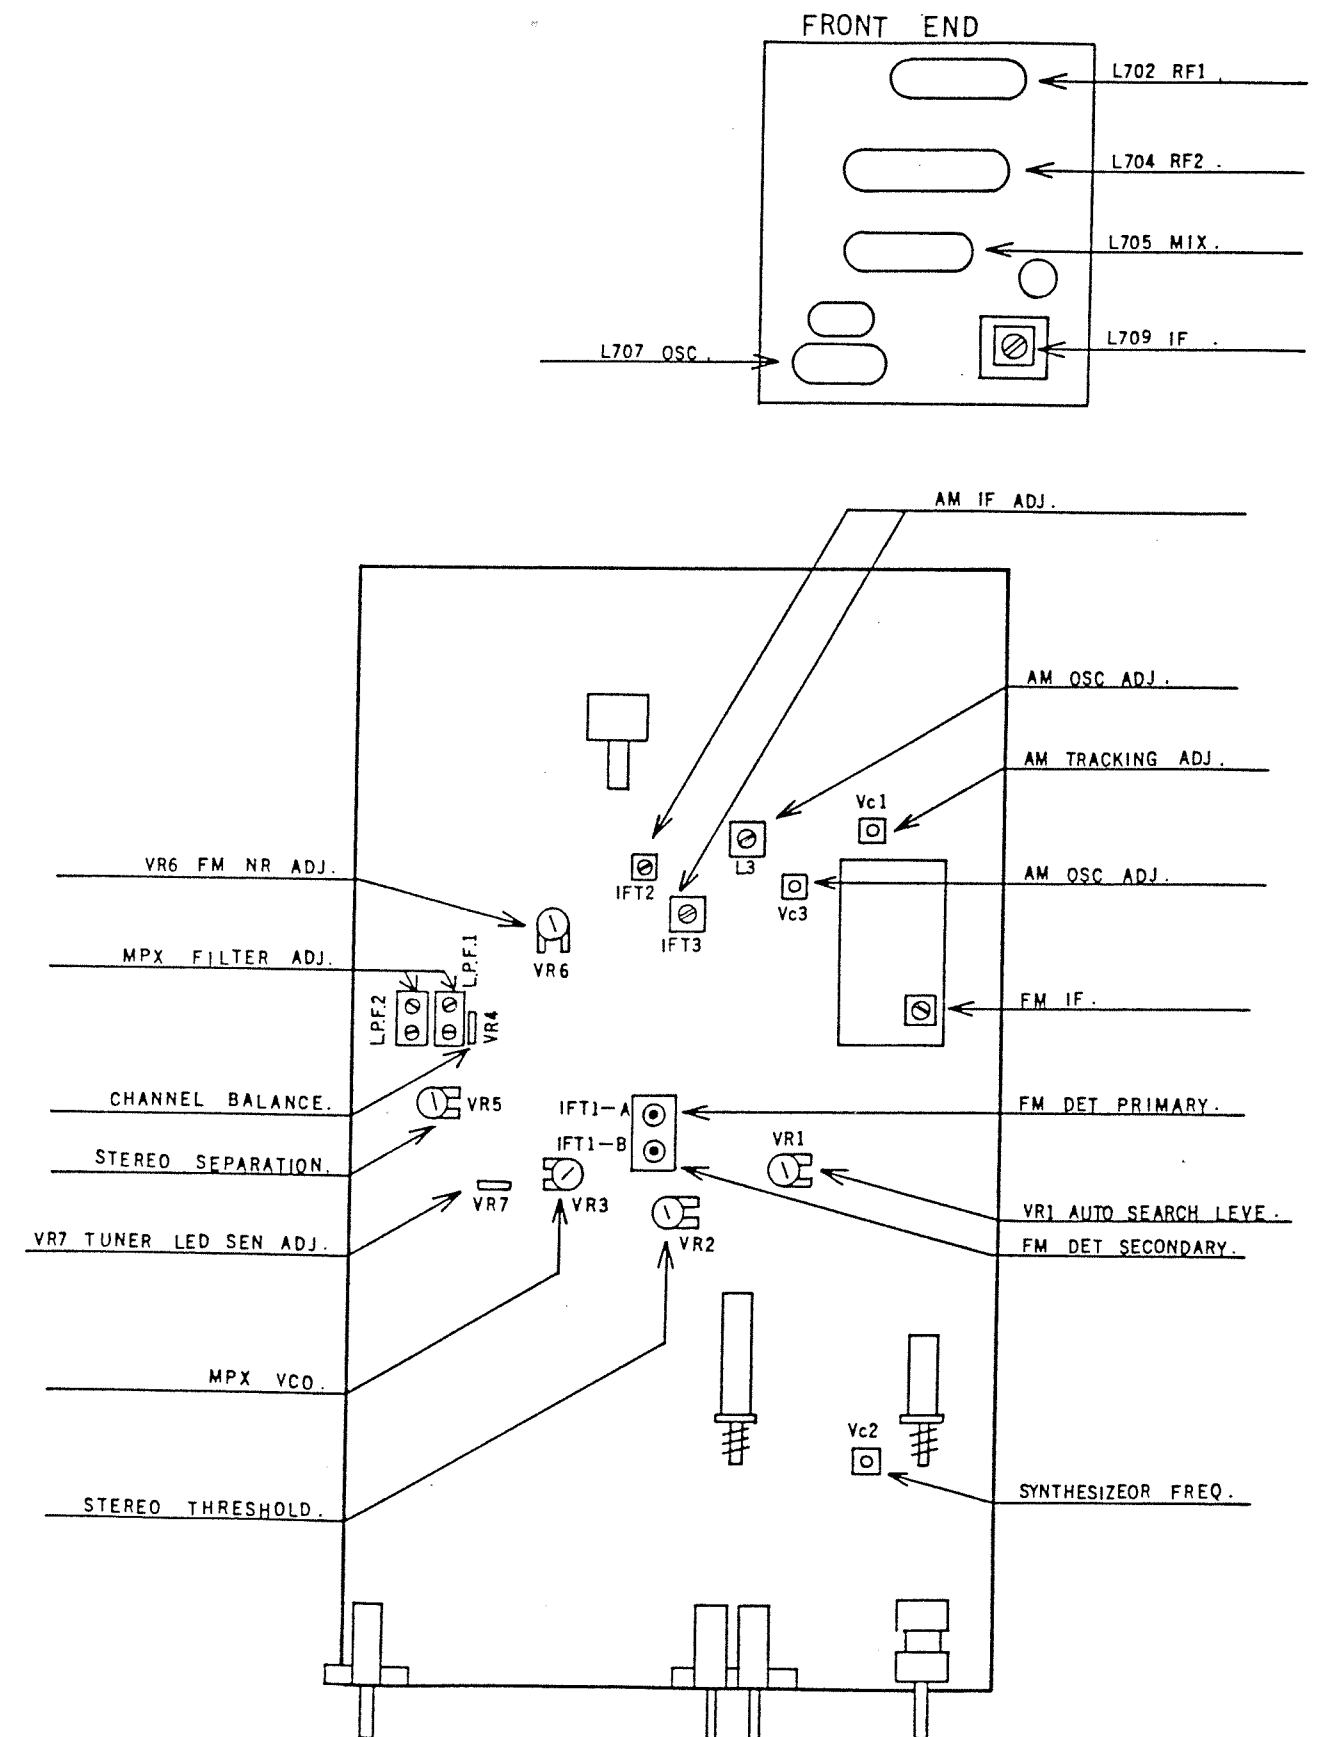 FRONT END
L702 RF1.
L704 RF2.
L705 MIX.
L707 OSC.
L709 IF.
AM IF ADJ.
AM OSC ADJ.
AM TRACKING ADJ.
Vc1
L3
VR6 FM NR ADJ.
IFT2
Vc3
AM OSC ADJ.
IFT3
VR6
MPX FILTER ADJ.
L.P.F.1
L.P.F.2
VR4
FM IF.
CHANNEL BALANCE.
VR5
IFT1-A
FM DET PRIMARY.
IFT1-B
VR1
STEREO SEPARATION.
VR7
VR3
VR2
VR1 AUTO SEARCH LEVE.
VR7 TUNER LED SEN ADJ.
FM DET SECONDARY.
MPX VCO.
Vc2
STEREO THRESHOLD.
SYNTHESIZEOR FREQ.